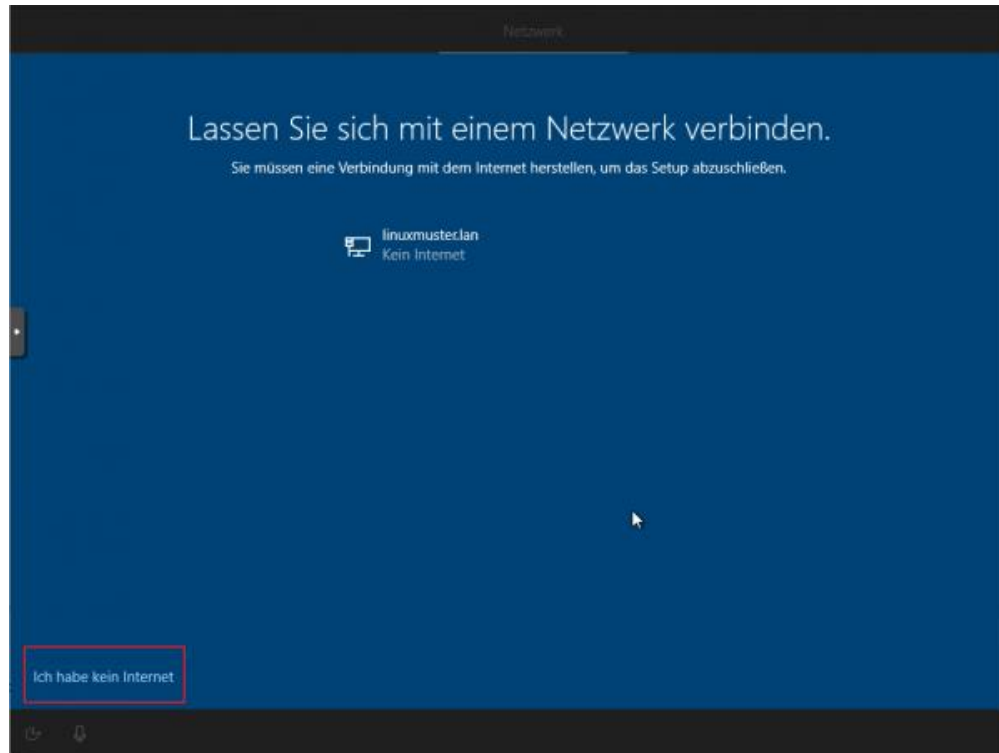 Netzwerk
Lassen Sie sich mit einem Netzwerk verbinden.
Sie müssen eine Verbindung mit dem Internet herstellen, um das Setup abzuschließen.
linuxmuster.lan
Kein Internet
Ich habe kein Internet